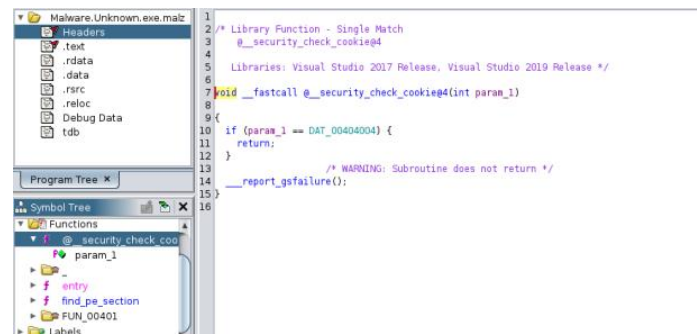 Malware.Unknown.exe.malz
Headers
.text
.rdata
.data
.rsrc
.reloc
Debug Data
tdb
Program Tree ×
Symbol Tree
Functions
@__security_check_coo
param_1
_
entry
find_pe_section
FUN_00401
Labels
1
2 /* Library Function - Single Match
3 @__security_check_cookie@4
4
5 Libraries: Visual Studio 2017 Release, Visual Studio 2019 Release */
6
7 void __fastcall @__security_check_cookie@4(int param_1)
8
9 {
10 if (param_1 == DAT_00404004) {
11 return;
12 }
13 /* WARNING: Subroutine does not return */
14 ___report_gsfailure();
15 }
16